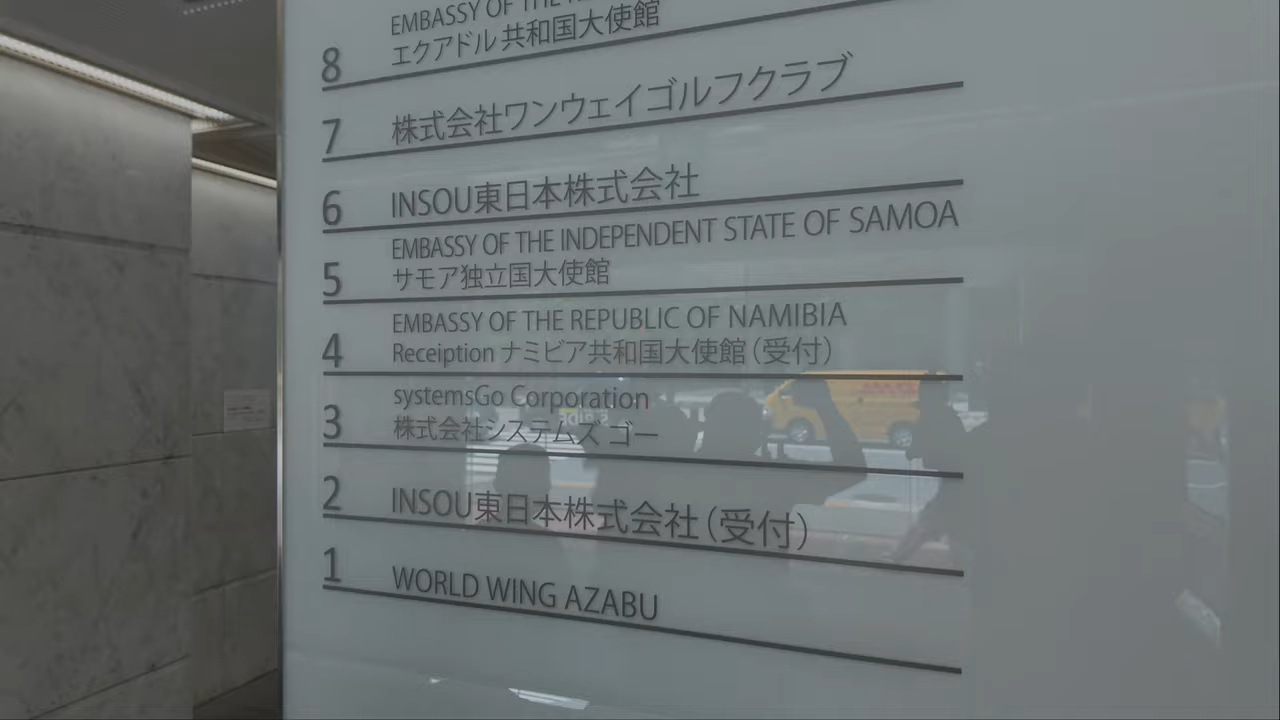 EMBASSY OF THE
8 エクアドル共和国大使館
7 株式会社ワンウェイゴルフクラブ
6 INSOU東日本株式会社
EMBASSY OF THE INDEPENDENT STATE OF SAMOA
5 サモア独立国大使館
EMBASSY OF THE REPUBLIC OF NAMIBIA
4 Receiption ナミビア共和国大使館(受付)
systemsGo Corporation
3 株式会社システムズ ゴー
2 INSOU東日本株式会社(受付)
1 WORLD WING AZABU